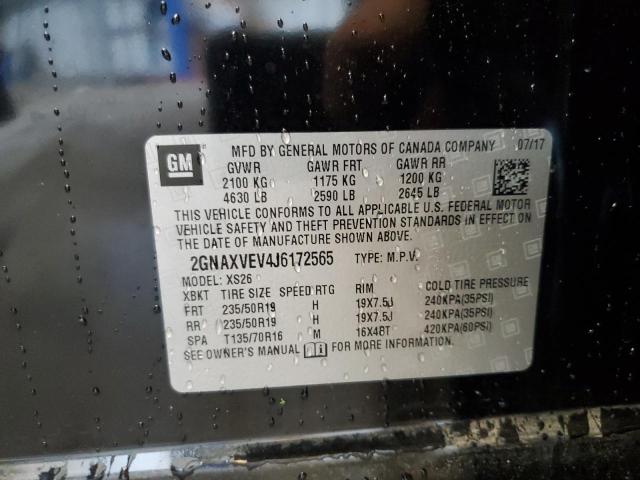 GM
MFD BY GENERAL MOTORS OF CANADA COMPANY 07/17
GVWR GAWR FRT GAWR RR
2100 KG 1175 KG 1200 KG
4630 LB 2590 LB 2645 LB
THIS VEHICLE CONFORMS TO ALL APPLICABLE U.S. FEDERAL MOTOR
VEHICLE SAFETY AND THEFT PREVENTION STANDARDS IN EFFECT ON
THE DATE OF MANUFACTURE SHOWN ABOVE.
2GNAXVEV4J6172565 TYPE: M.P.V.
MODEL: XS26
XBKT TIRE SIZE SPEED RTG RIM COLD TIRE PRESSURE
FRT 235/50R19 H 19X7.5J 240KPA(35PSI)
RR 235/50R19 H 19X7.5J 240KPA(35PSI)
SPA T135/70R16 M 16X4BT 420KPA(60PSI)
SEE OWNER'S MANUAL FOR MORE INFORMATION.